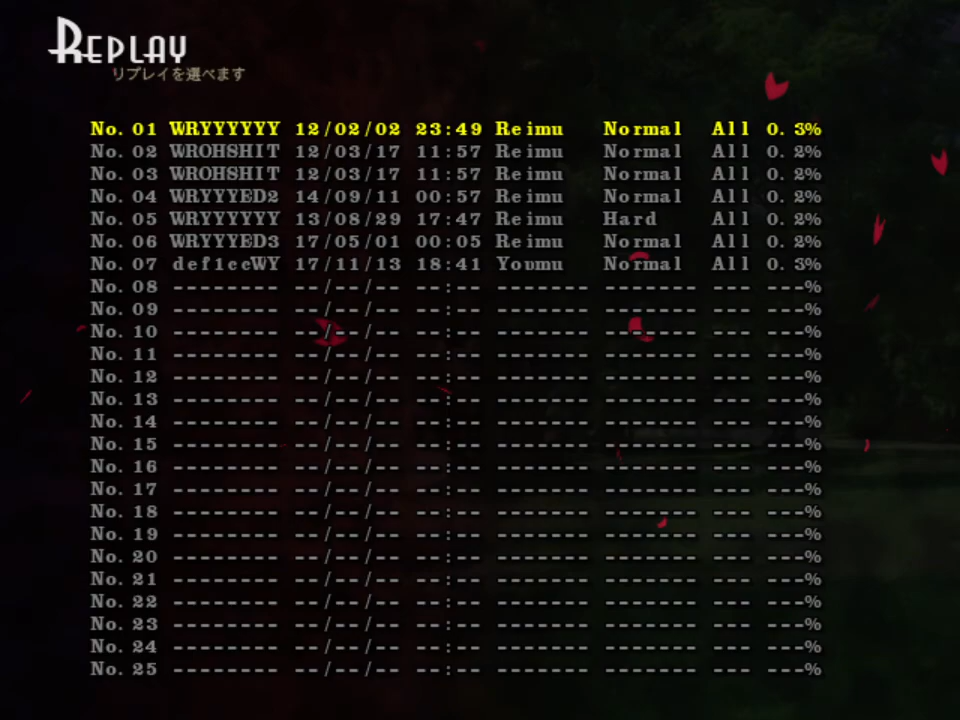 REPLAY
リプレイを選べます
No. 01 WRYYYYYY 12/02/02 23:49 Reimu Normal All 0.3%
No. 02 WROHSHIT 12/03/17 11:57 Reimu Normal All 0.2%
No. 03 WROHSHIT 12/03/17 11:57 Reimu Normal All 0.2%
No. 04 WRYYYED2 14/09/11 00:57 Reimu Normal All 0.2%
No. 05 WRYYYYYY 13/08/29 17:47 Reimu Hard All 0.2%
No. 06 WRYYYED3 17/05/01 00:05 Reimu Normal All 0.2%
No. 07 def1ecWY 17/11/13 18:41 Youmu Normal All 0.3%
No. 08 -------- --/--/-- --:-- ------- ------- --- ---%
No. 09 -------- --/--/-- --:-- ------- ------- --- ---%
No. 10 -------- --/--/-- --:-- ------- ------- --- ---%
No. 11 -------- --/--/-- --:-- ------- ------- --- ---%
No. 12 -------- --/--/-- --:-- ------- ------- --- ---%
No. 13 -------- --/--/-- --:-- ------- ------- --- ---%
No. 14 -------- --/--/-- --:-- ------- ------- --- ---%
No. 15 -------- --/--/-- --:-- ------- ------- --- ---%
No. 16 -------- --/--/-- --:-- ------- ------- --- ---%
No. 17 -------- --/--/-- --:-- ------- ------- --- ---%
No. 18 -------- --/--/-- --:-- ------- ------- --- ---%
No. 19 -------- --/--/-- --:-- ------- ------- --- ---%
No. 20 -------- --/--/-- --:-- ------- ------- --- ---%
No. 21 -------- --/--/-- --:-- ------- ------- --- ---%
No. 22 -------- --/--/-- --:-- ------- ------- --- ---%
No. 23 -------- --/--/-- --:-- ------- ------- --- ---%
No. 24 -------- --/--/-- --:-- ------- ------- --- ---%
No. 25 -------- --/--/-- --:-- ------- ------- --- ---%